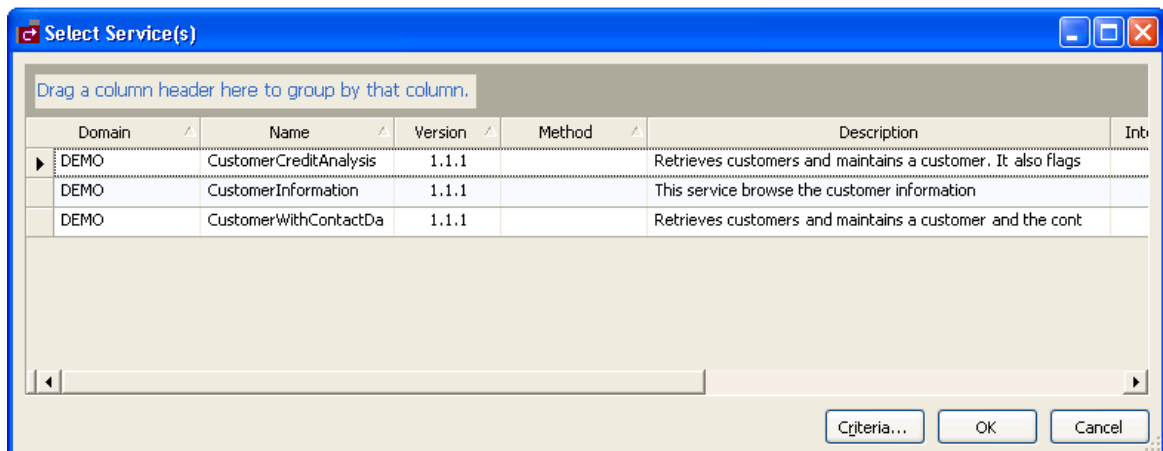 Select Service(s)
Drag a column header here to group by that column.
Domain Name Version Method Description Inte
DEMO CustomerCreditAnalysis 1.1.1 Retrieves customers and maintains a customer. It also flags
DEMO CustomerInformation 1.1.1 This service browse the customer information
DEMO CustomerWithContactDa 1.1.1 Retrieves customers and maintains a customer and the cont
Criteria... OK Cancel